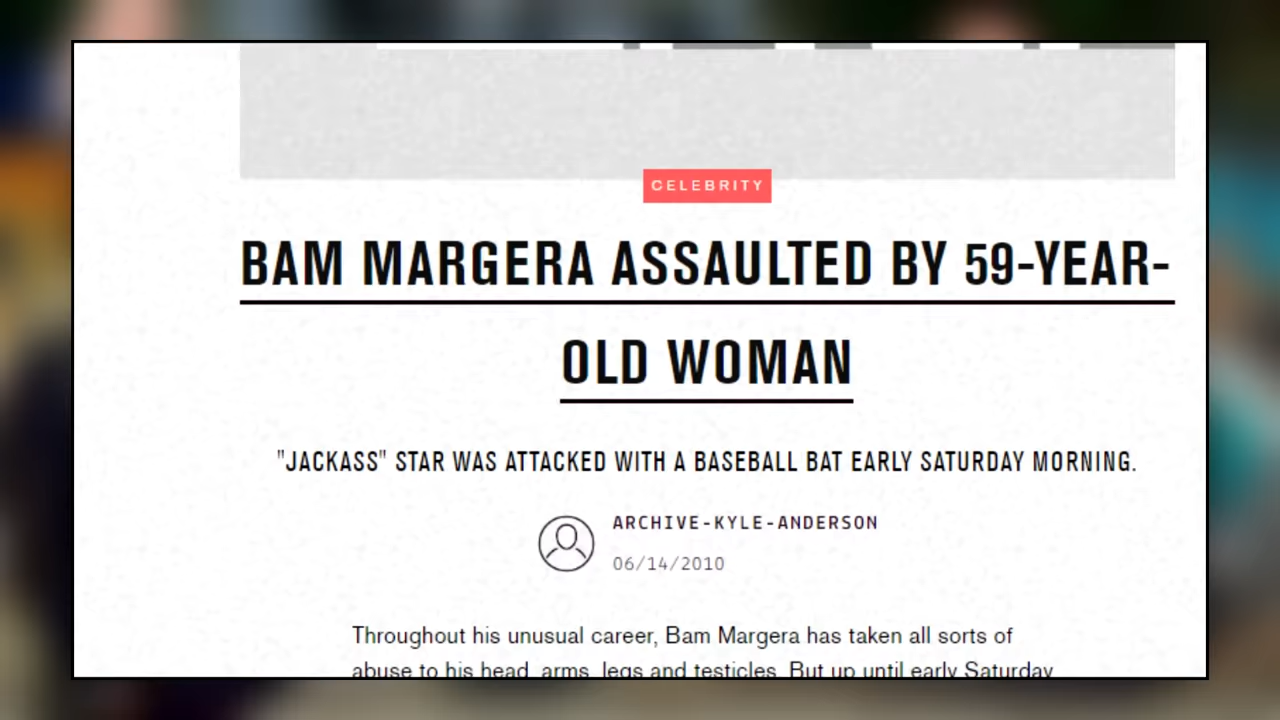 CELEBRITY
BAM MARGERA ASSAULTED BY 59-YEAR-
OLD WOMAN
"JACKASS" STAR WAS ATTACKED WITH A BASEBALL BAT EARLY SATURDAY MORNING.
ARCHIVE-KYLE-ANDERSON
06/14/2010
Throughout his unusual career, Bam Margera has taken all sorts of
abuse to his head, arms, legs and testicles. But up until early Saturday